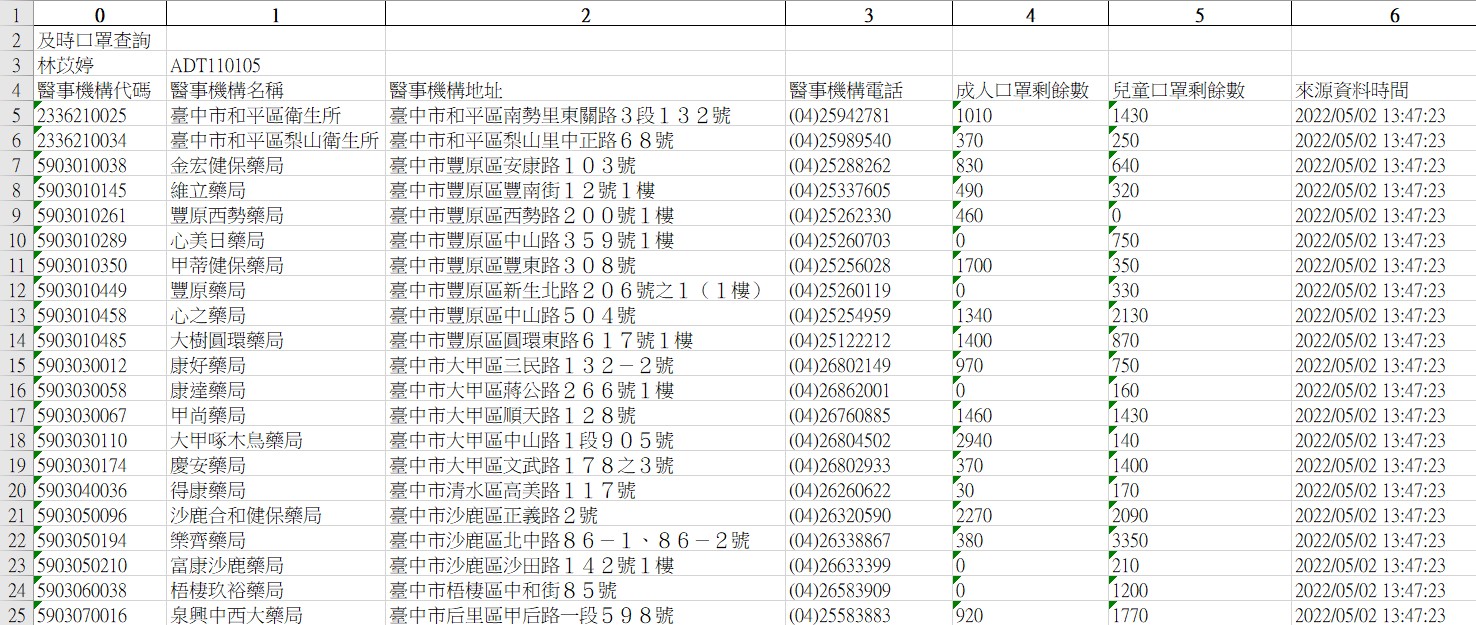 1 0 1 2 3 4 5 6
2 及時口罩查詢
3 林苡婷 ADT110105
4 醫事機構代碼 醫事機構名稱 醫事機構地址 醫事機構電話 成人口罩剩餘數 兒童口罩剩餘數 來源資料時間
5 2336210025 臺中市和平區衛生所 臺中市和平區南勢里東關路３段１３２號 (04)25942781 1010 1430 2022/05/02 13:47:23
6 2336210034 臺中市和平區梨山衛生所 臺中市和平區梨山里中正路６８號 (04)25989540 370 250 2022/05/02 13:47:23
7 5903010038 金宏健保藥局 臺中市豐原區安康路１０３號 (04)25288262 830 640 2022/05/02 13:47:23
8 5903010145 維立藥局 臺中市豐原區豐南街１２號１樓 (04)25337605 490 320 2022/05/02 13:47:23
9 5903010261 豐原西勢藥局 臺中市豐原區西勢路２００號１樓 (04)25262330 460 0 2022/05/02 13:47:23
10 5903010289 心美日藥局 臺中市豐原區中山路３５９號１樓 (04)25260703 0 750 2022/05/02 13:47:23
11 5903010350 甲蒂健保藥局 臺中市豐原區豐東路３０８號 (04)25256028 1700 350 2022/05/02 13:47:23
12 5903010449 豐原藥局 臺中市豐原區新生北路２０６號之１（１樓） (04)25260119 0 330 2022/05/02 13:47:23
13 5903010458 心之藥局 臺中市豐原區中山路５０４號 (04)25254959 1340 2130 2022/05/02 13:47:23
14 5903010485 大樹圓環藥局 臺中市豐原區圓環東路６１７號１樓 (04)25122212 1400 870 2022/05/02 13:47:23
15 5903030012 康好藥局 臺中市大甲區三民路１３２－２號 (04)26802149 970 750 2022/05/02 13:47:23
16 5903030058 康達藥局 臺中市大甲區蔣公路２６６號１樓 (04)26862001 0 160 2022/05/02 13:47:23
17 5903030067 甲尚藥局 臺中市大甲區順天路１２８號 (04)26760885 1460 1430 2022/05/02 13:47:23
18 5903030110 大甲啄木鳥藥局 臺中市大甲區中山路１段９０５號 (04)26804502 2940 140 2022/05/02 13:47:23
19 5903030174 慶安藥局 臺中市大甲區文武路１７８之３號 (04)26802933 370 1400 2022/05/02 13:47:23
20 5903040036 得康藥局 臺中市清水區高美路１１７號 (04)26260622 30 170 2022/05/02 13:47:23
21 5903050096 沙鹿合和健保藥局 臺中市沙鹿區正義路２號 (04)26320590 2270 2090 2022/05/02 13:47:23
22 5903050194 樂齊藥局 臺中市沙鹿區北中路８６－１、８６－２號 (04)26338867 380 3350 2022/05/02 13:47:23
23 5903050210 富康沙鹿藥局 臺中市沙鹿區沙田路１４２號１樓 (04)26633399 0 210 2022/05/02 13:47:23
24 5903060038 梧棲玖裕藥局 臺中市梧棲區中和街８５號 (04)26583909 0 1200 2022/05/02 13:47:23
25 5903070016 泉興中西大藥局 臺中市后里區甲后路一段５９８號 (04)25583883 920 1770 2022/05/02 13:47:23